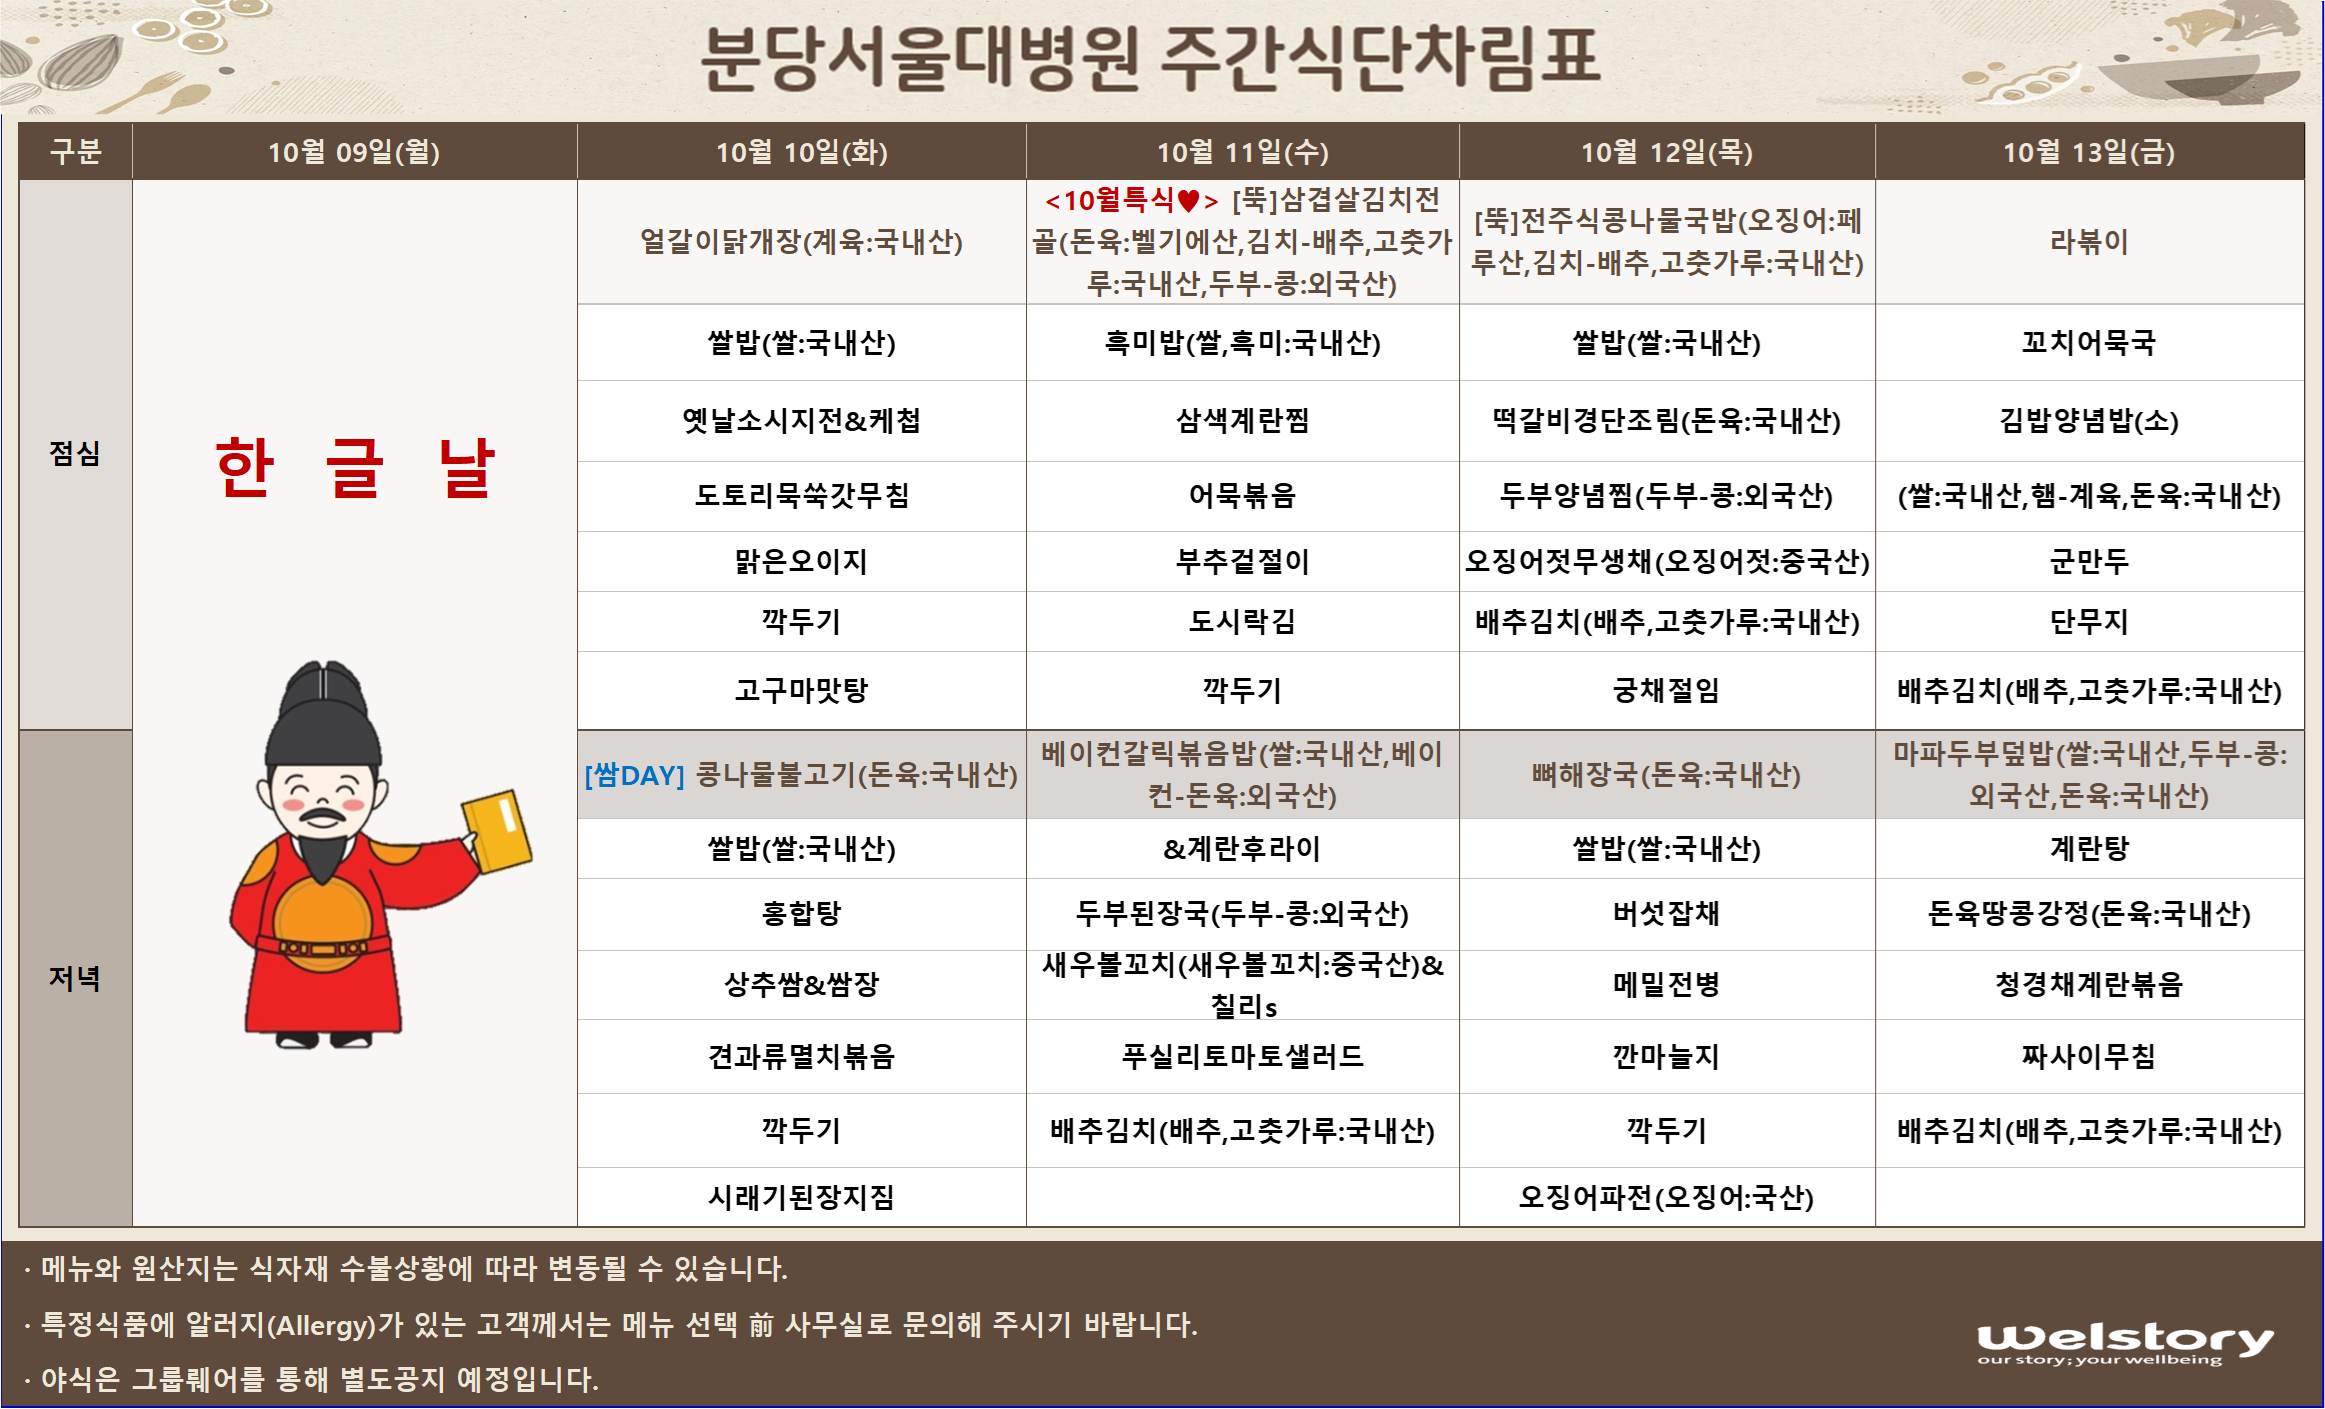 분당서울대병원 주간식단차림표
구분 10월 09일(월) 10월 10일(화) 10월 11일(수) 10월 12일(목) 10월 13일(금)
점심
한 글 날
얼갈이닭개장(계육:국내산)
<10월특식♥> [뚝]삼겹살김치전
골(돈육:벨기에산,김치-배추,고춧가
루:국내산,두부-콩:외국산)
[뚝]전주식콩나물국밥(오징어:페
루산,김치-배추,고춧가루:국내산)
라볶이
쌀밥(쌀:국내산) 흑미밥(쌀,흑미:국내산) 쌀밥(쌀:국내산) 꼬치어묵국
옛날소시지전&케첩 삼색계란찜 떡갈비경단조림(돈육:국내산) 김밥양념밥(소)
도토리묵쑥갓무침 어묵볶음 두부양념찜(두부-콩:외국산) (쌀:국내산,햄-계육,돈육:국내산)
맑은오이지 부추겉절이 오징어젓무생채(오징어젓:중국산) 군만두
깍두기 도시락김 배추김치(배추,고춧가루:국내산) 단무지
고구마맛탕 깍두기 궁채절임 배추김치(배추,고춧가루:국내산)
저녁
[쌈DAY] 콩나물불고기(돈육:국내산)
베이컨갈릭볶음밥(쌀:국내산,베이
컨-돈육:외국산)
뼈해장국(돈육:국내산)
마파두부덮밥(쌀:국내산,두부-콩:
외국산,돈육:국내산)
쌀밥(쌀:국내산) &계란후라이 쌀밥(쌀:국내산) 계란탕
홍합탕 두부된장국(두부-콩:외국산) 버섯잡채 돈육땅콩강정(돈육:국내산)
상추쌈&쌈장
새우볼꼬치(새우볼꼬치:중국산)&
칠리s
메밀전병 청경채계란볶음
견과류멸치볶음 푸실리토마토샐러드 깐마늘지 짜사이무침
깍두기 배추김치(배추,고춧가루:국내산) 깍두기 배추김치(배추,고춧가루:국내산)
시래기된장지짐 오징어파전(오징어:국산)
· 메뉴와 원산지는 식자재 수불상황에 따라 변동될 수 있습니다.
· 특정식품에 알러지(Allergy)가 있는 고객께서는 메뉴 선택 前 사무실로 문의해 주시기 바랍니다.
· 야식은 그룹웨어를 통해 별도공지 예정입니다.
welstory
our story; your wellbeing